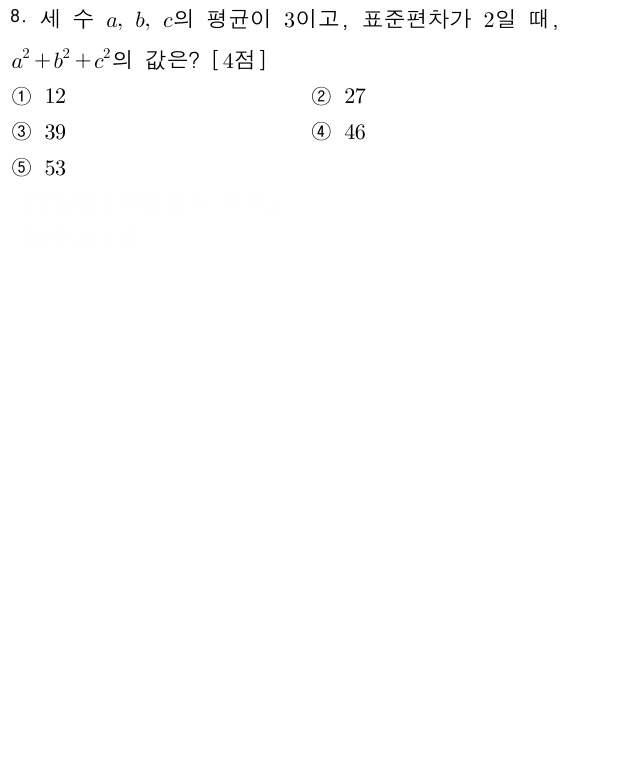 8. 세 수 a, b, c의 평균이 3이고, 표준편차가 2일 때,
a²+b²+c²의 값은? [4점]
① 12 ② 27
③ 39 ④ 46
⑤ 53